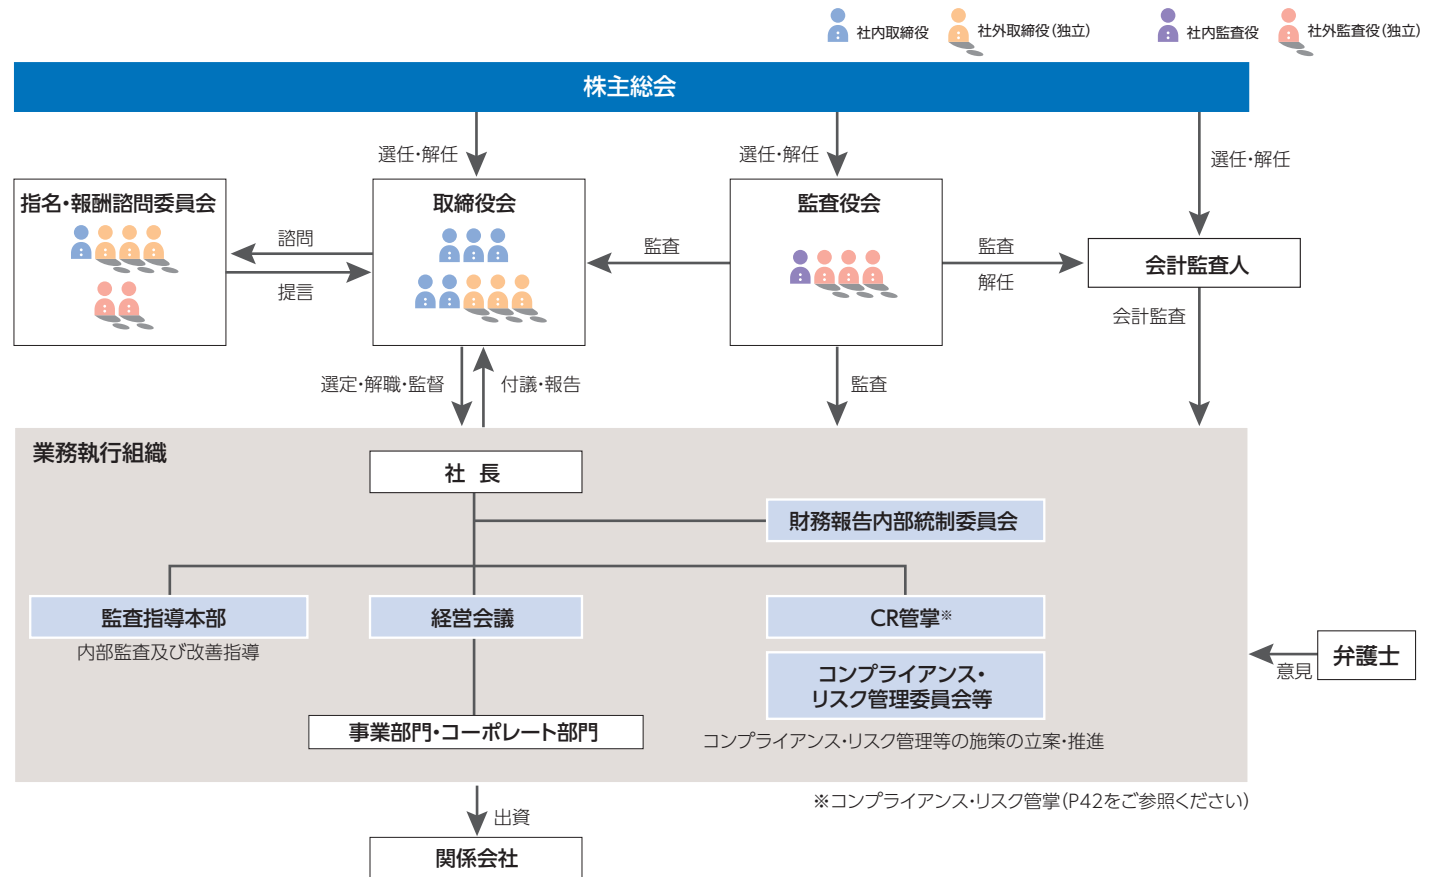 社内取締役
社外取締役(独立)
社内監査役
社外監査役(独立)
株主総会
選任・解任
選任・解任
選任・解任
指名・報酬諮問委員会
取締役会
監査役会
会計監査人
諮問
提言
監査
監査
解任
会計監査
選定・解職・監督
付議・報告
監査
業務執行組織
社 長
財務報告内部統制委員会
監査指導本部
内部監査及び改善指導
経営会議
CR管掌※
コンプライアンス・
リスク管理委員会等
コンプライアンス・リスク管理等の施策の立案・推進
事業部門・コーポレート部門
意見
弁護士
※コンプライアンス・リスク管掌(P42をご参照ください)
出資
関係会社